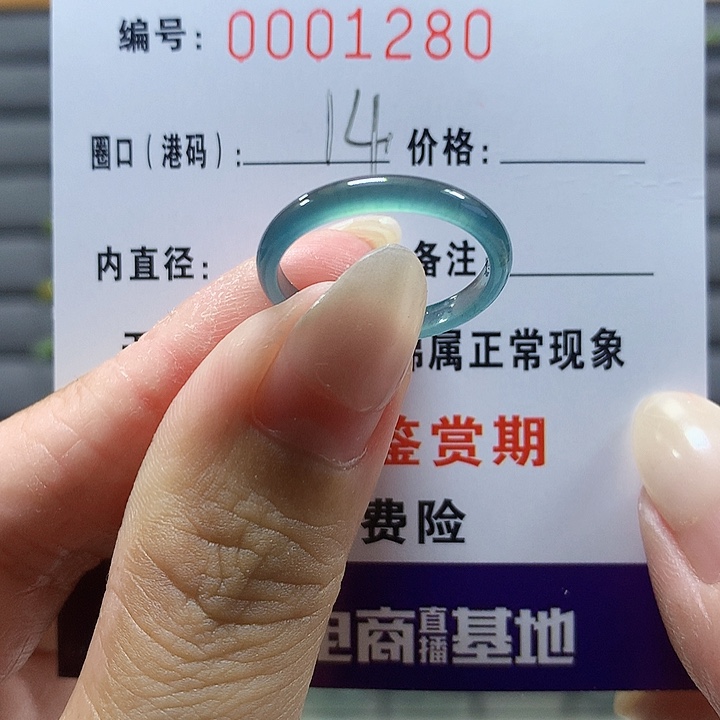 编号：0001280
圈口（港码）：14 价格：
内直径： 备注：
属正常现象
鉴赏期
费险
电商直播基地